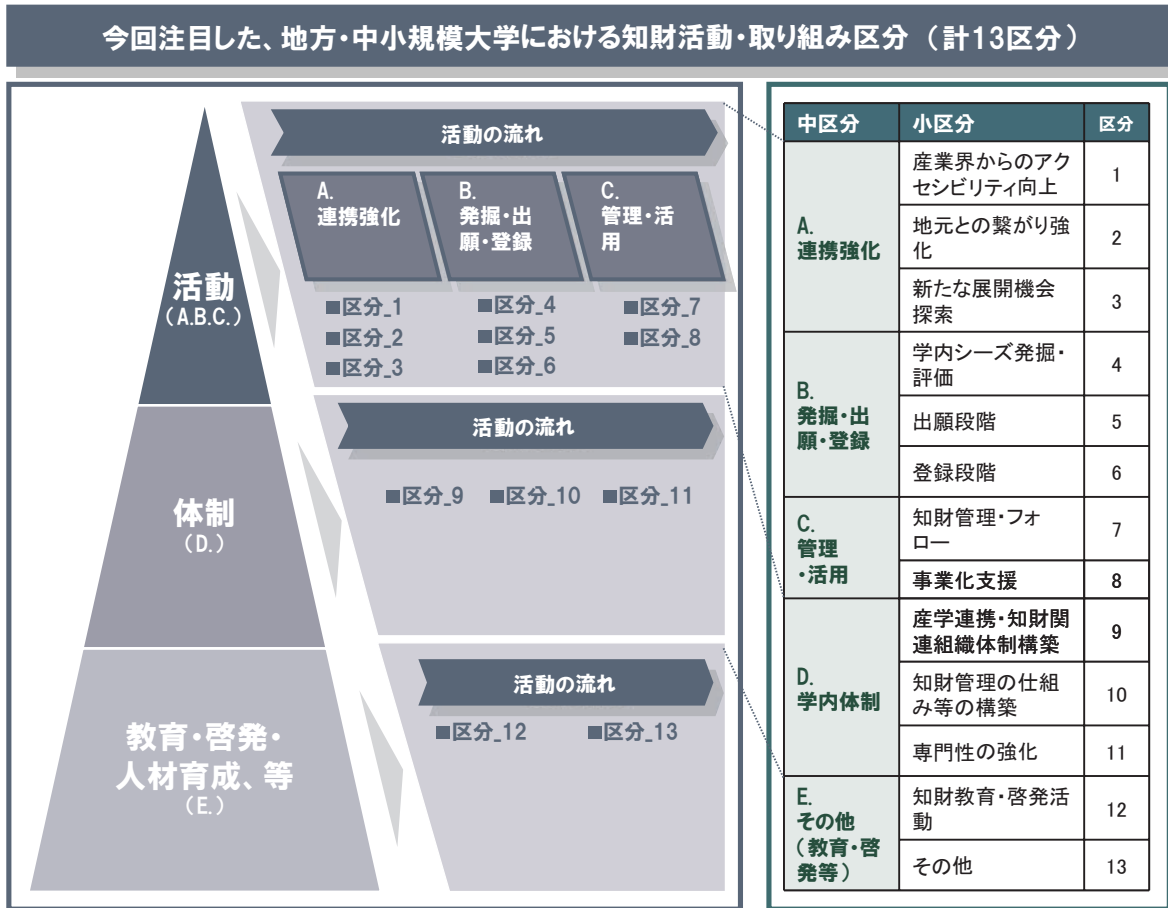 今回注目した、地方・中小規模大学における知財活動・取り組み区分 （計13区分）
活動
（A.B.C.）
体制
（D.）
教育・啓発・
人材育成、等
（E.）
活動の流れ
A.
連携強化
B.
発掘・出
願・登録
C.
管理・活
用
■区分_1
■区分_2
■区分_3
■区分_4
■区分_5
■区分_6
■区分_7
■区分_8
活動の流れ
■区分_9 ■区分_10 ■区分_11
活動の流れ
■区分_12 ■区分_13
中区分 小区分 区分
A.
連携強化
産業界からのアク
セシビリティ向上
1
地元との繋がり強
化
2
新たな展開機会
探索
3
B.
発掘・出
願・登録
学内シーズ発掘・
評価
4
出願段階 5
登録段階 6
C.
管理
・活用
知財管理・フォ
ロー
7
事業化支援 8
D.
学内体制
産学連携・知財関
連組織体制構築
9
知財管理の仕組
み等の構築
10
専門性の強化 11
E.
その他
（教育・啓
発等）
知財教育・啓発活
動
12
その他 13